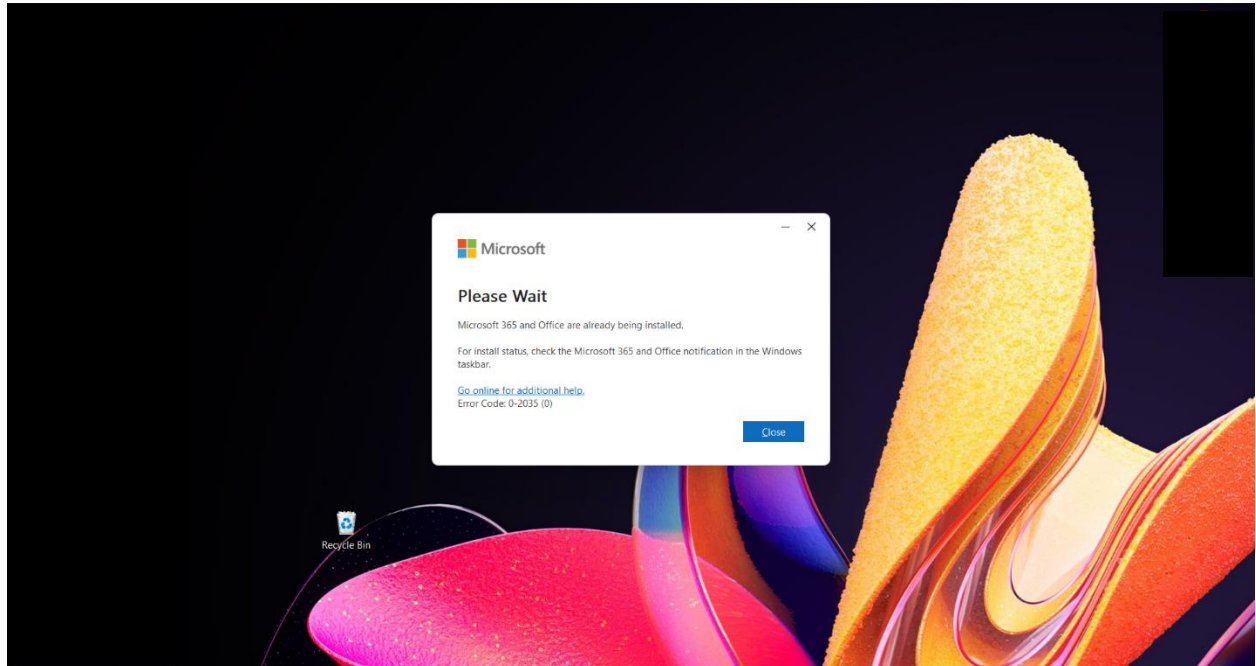 Microsoft
Please Wait
Microsoft 365 and Office are already being installed.
For install status, check the Microsoft 365 and Office notification in the Windows
taskbar.
Go online for additional help.
Error Code: 0-2035 (0)
Close
Recycle Bin